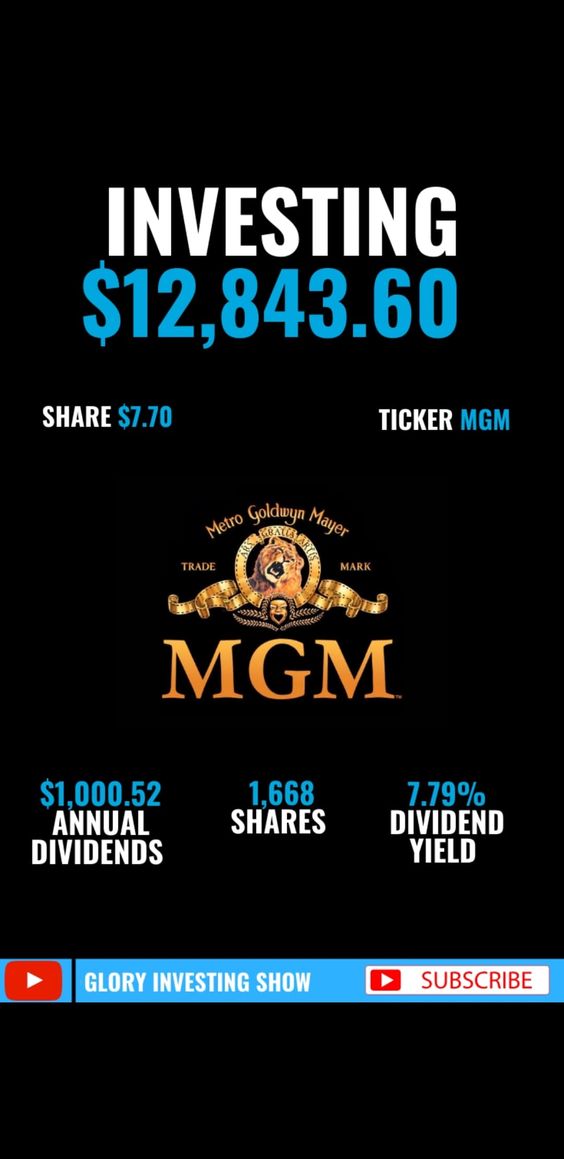 INVESTING
$12,843.60
SHARE $7.70
TICKER MGM
Metro Goldwyn Mayer
ARS GRATIA ARTIS
TRADE MARK
MGM™
$1,000.52
ANNUAL
DIVIDENDS
1,668
SHARES
7.79%
DIVIDEND
YIELD
GLORY INVESTING SHOW
SUBSCRIBE